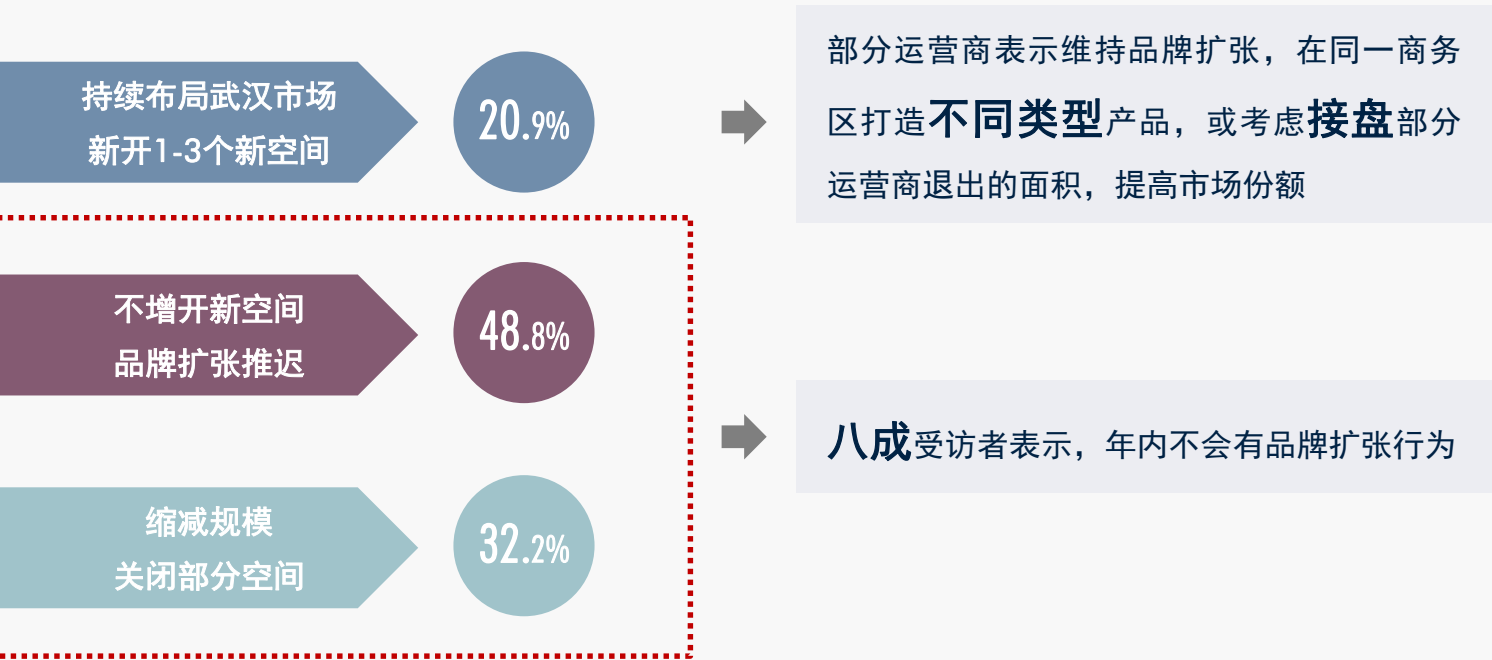 持续布局武汉市场
新开1-3个新空间
20.9%
部分运营商表示维持品牌扩张，在同一商务
区打造不同类型产品，或考虑接盘部分
运营商退出的面积，提高市场份额
不增开新空间
品牌扩张推迟
48.8%
缩减规模
关闭部分空间
32.2%
八成受访者表示，年内不会有品牌扩张行为